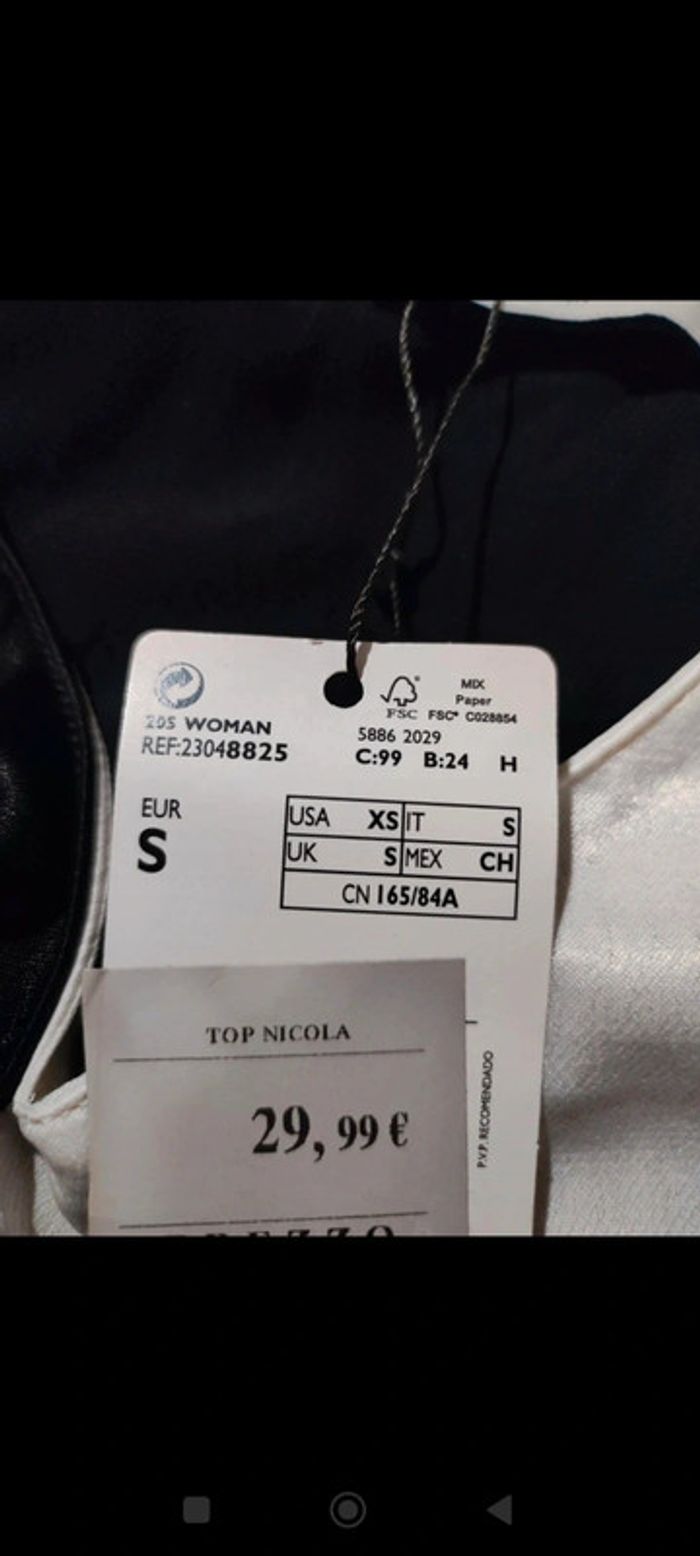 FSC
MIX
Paper
FSC® C028854
205 WOMAN
REF:23048825
5886 2029
C:99 B:24 H
EUR
S
USA XS IT S
UK S MEX CH
CN 165/84A
TOP NICOLA
29,99 €
P.V.P. RECOMENDADO